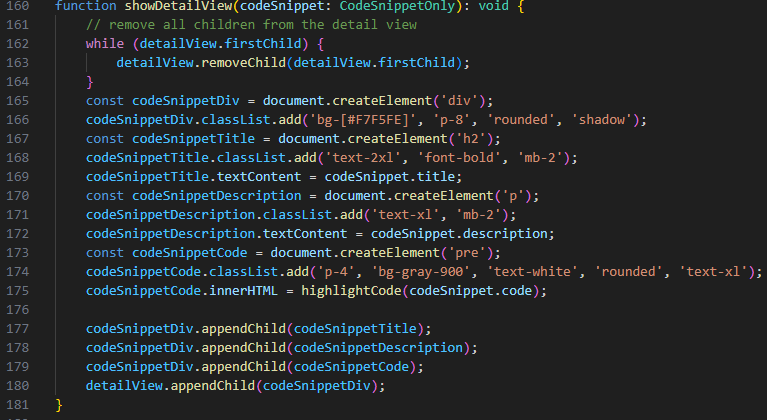 160 function showDetailView(codeSnippet: CodeSnippetOnly): void {
161     // remove all children from the detail view
162     while (detailView.firstChild) {
163         detailView.removeChild(detailView.firstChild);
164     }
165     const codeSnippetDiv = document.createElement('div');
166     codeSnippetDiv.classList.add('bg-[#F7F5FE]', 'p-8', 'rounded', 'shadow');
167     const codeSnippetTitle = document.createElement('h2');
168     codeSnippetTitle.classList.add('text-2xl', 'font-bold', 'mb-2');
169     codeSnippetTitle.textContent = codeSnippet.title;
170     const codeSnippetDescription = document.createElement('p');
171     codeSnippetDescription.classList.add('text-xl', 'mb-2');
172     codeSnippetDescription.textContent = codeSnippet.description;
173     const codeSnippetCode = document.createElement('pre');
174     codeSnippetCode.classList.add('p-4', 'bg-gray-900', 'text-white', 'rounded', 'text-xl');
175     codeSnippetCode.innerHTML = highlightCode(codeSnippet.code);
176
177     codeSnippetDiv.appendChild(codeSnippetTitle);
178     codeSnippetDiv.appendChild(codeSnippetDescription);
179     codeSnippetDiv.appendChild(codeSnippetCode);
180     detailView.appendChild(codeSnippetDiv);
181 }